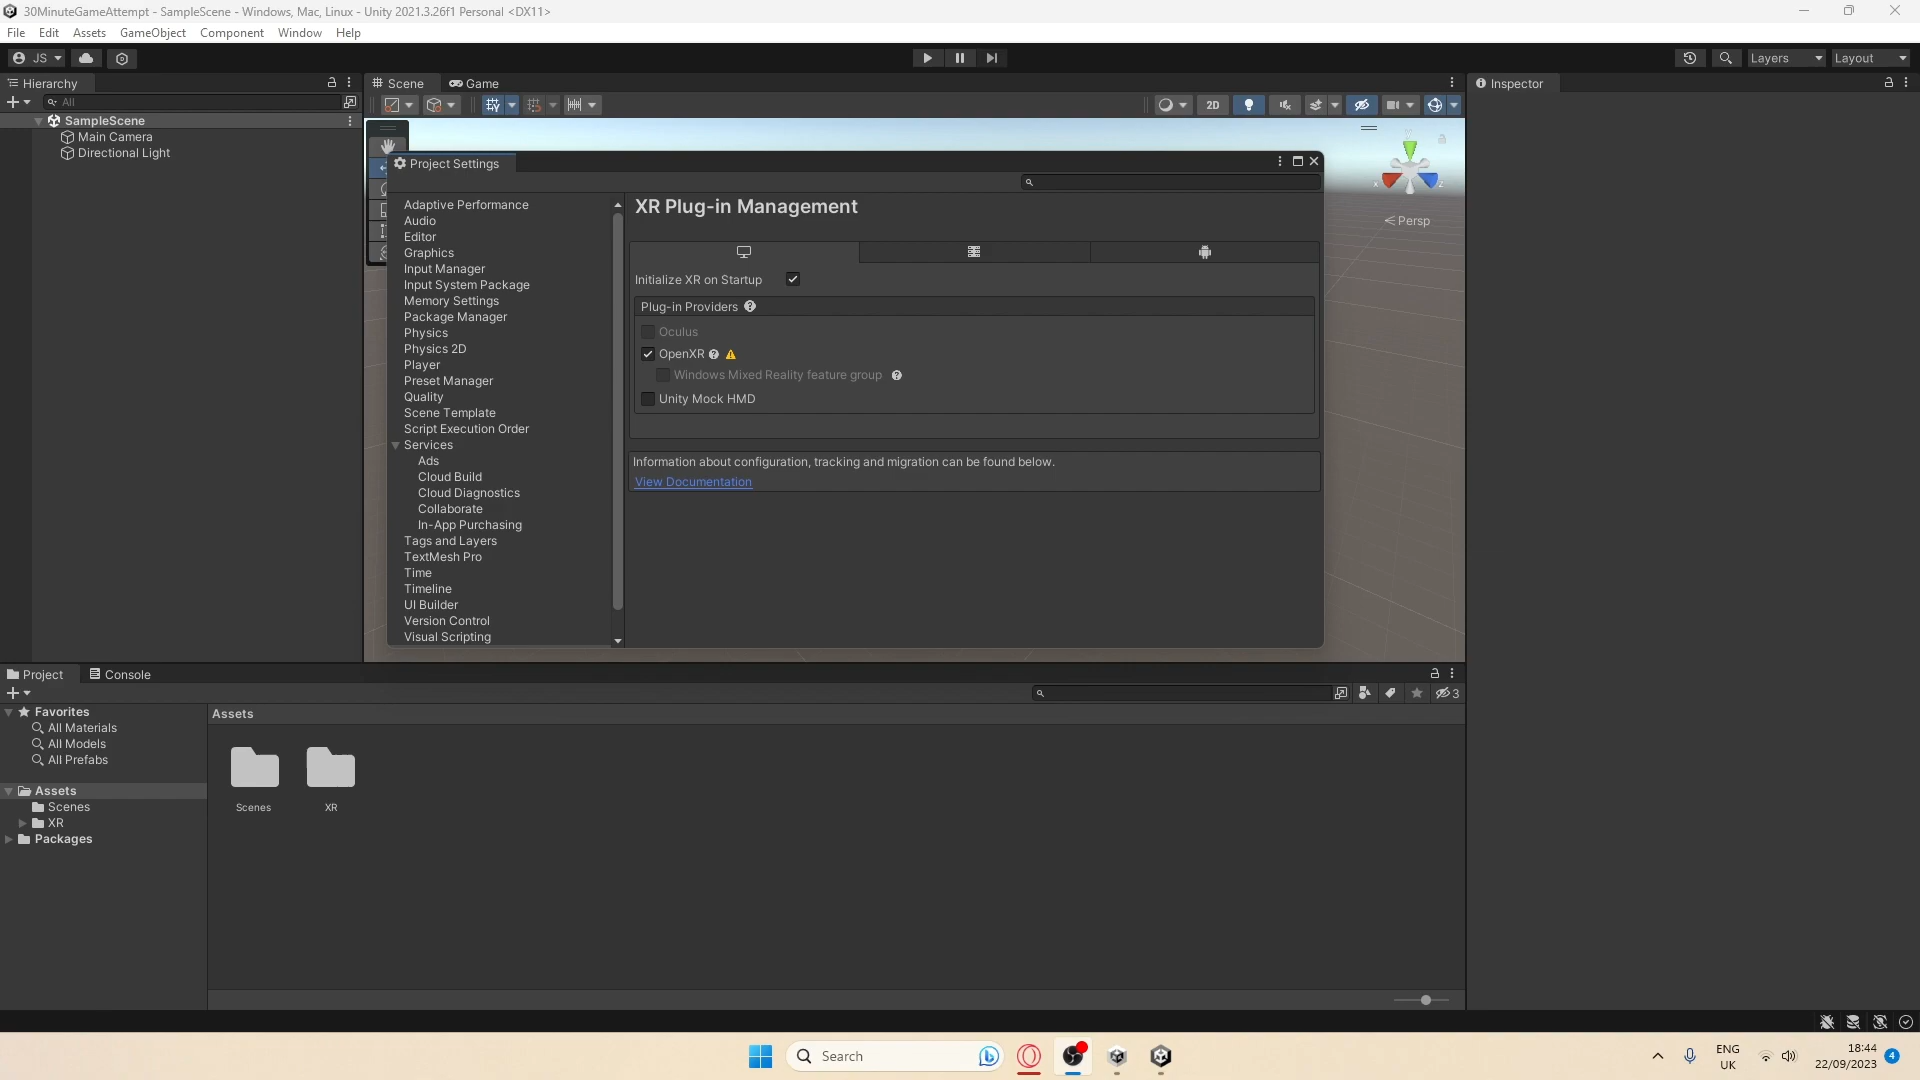 30MinuteGameAttempt - SampleScene - Windows, Mac, Linux - Unity 2021.3.26f1 Personal <DX11>
File Edit Assets GameObject Component Window Help
JS
Layers
Layout
Hierarchy
Scene
Game
Inspector
All
2D
SampleScene
Main Camera
Directional Light
y
x
z
Persp
Project Settings
Adaptive Performance
Audio
Editor
Graphics
Input Manager
Input System Package
Memory Settings
Package Manager
Physics
Physics 2D
Player
Preset Manager
Quality
Scene Template
Script Execution Order
Services
Ads
Cloud Build
Cloud Diagnostics
Collaborate
In-App Purchasing
Tags and Layers
TextMesh Pro
Time
Timeline
UI Builder
Version Control
Visual Scripting
XR Plug-in Management
Initialize XR on Startup
Plug-in Providers
Oculus
OpenXR
Windows Mixed Reality feature group
Unity Mock HMD
Information about configuration, tracking and migration can be found below.
View Documentation
Project
Console
3
Favorites
All Materials
All Models
All Prefabs
Assets
Scenes
XR
Packages
Assets
Scenes
XR
Search
ENG
UK
18:44
22/09/2023
4